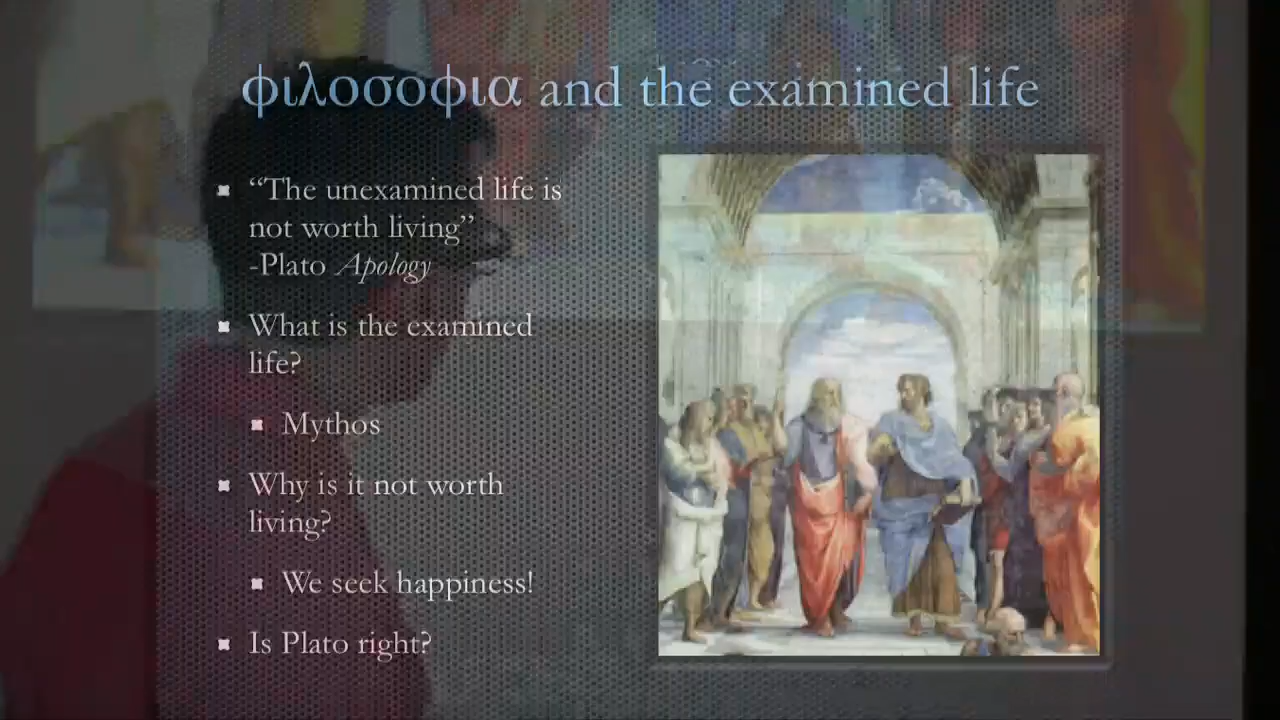 φιλοσοφια and the examined life
“The unexamined life is
not worth living”
-Plato Apology
What is the examined
life?
Mythos
Why is it not worth
living?
We seek happiness!
Is Plato right?